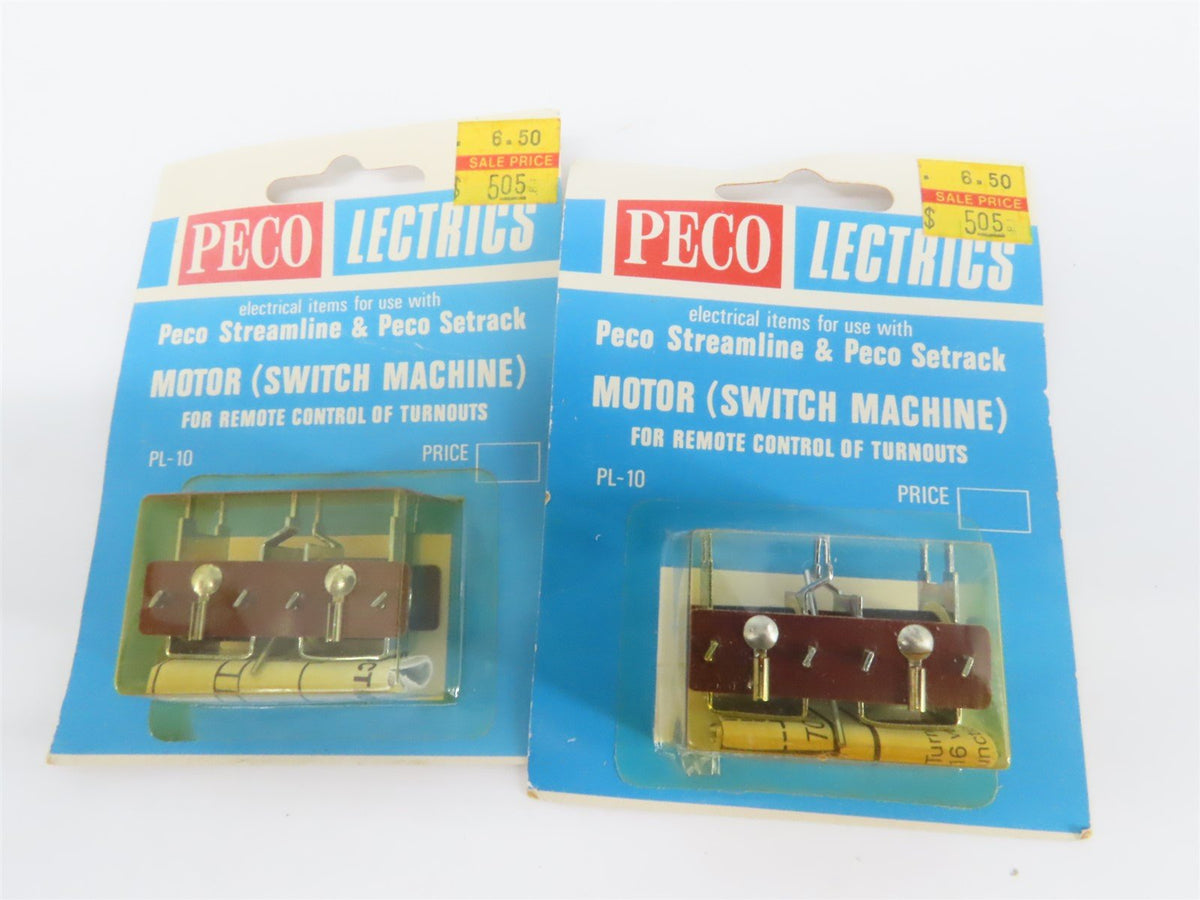 6.50
SALE PRICE
$ 505
PECO LECTRICS
electrical items for use with
Peco Streamline & Peco Setrack
MOTOR (SWITCH MACHINE)
FOR REMOTE CONTROL OF TURNOUTS
PL-10
PRICE
6.50
SALE PRICE
$ 505
PECO LECTRICS
electrical items for use with
Peco Streamline & Peco Setrack
MOTOR (SWITCH MACHINE)
FOR REMOTE CONTROL OF TURNOUTS
PL-10
PRICE